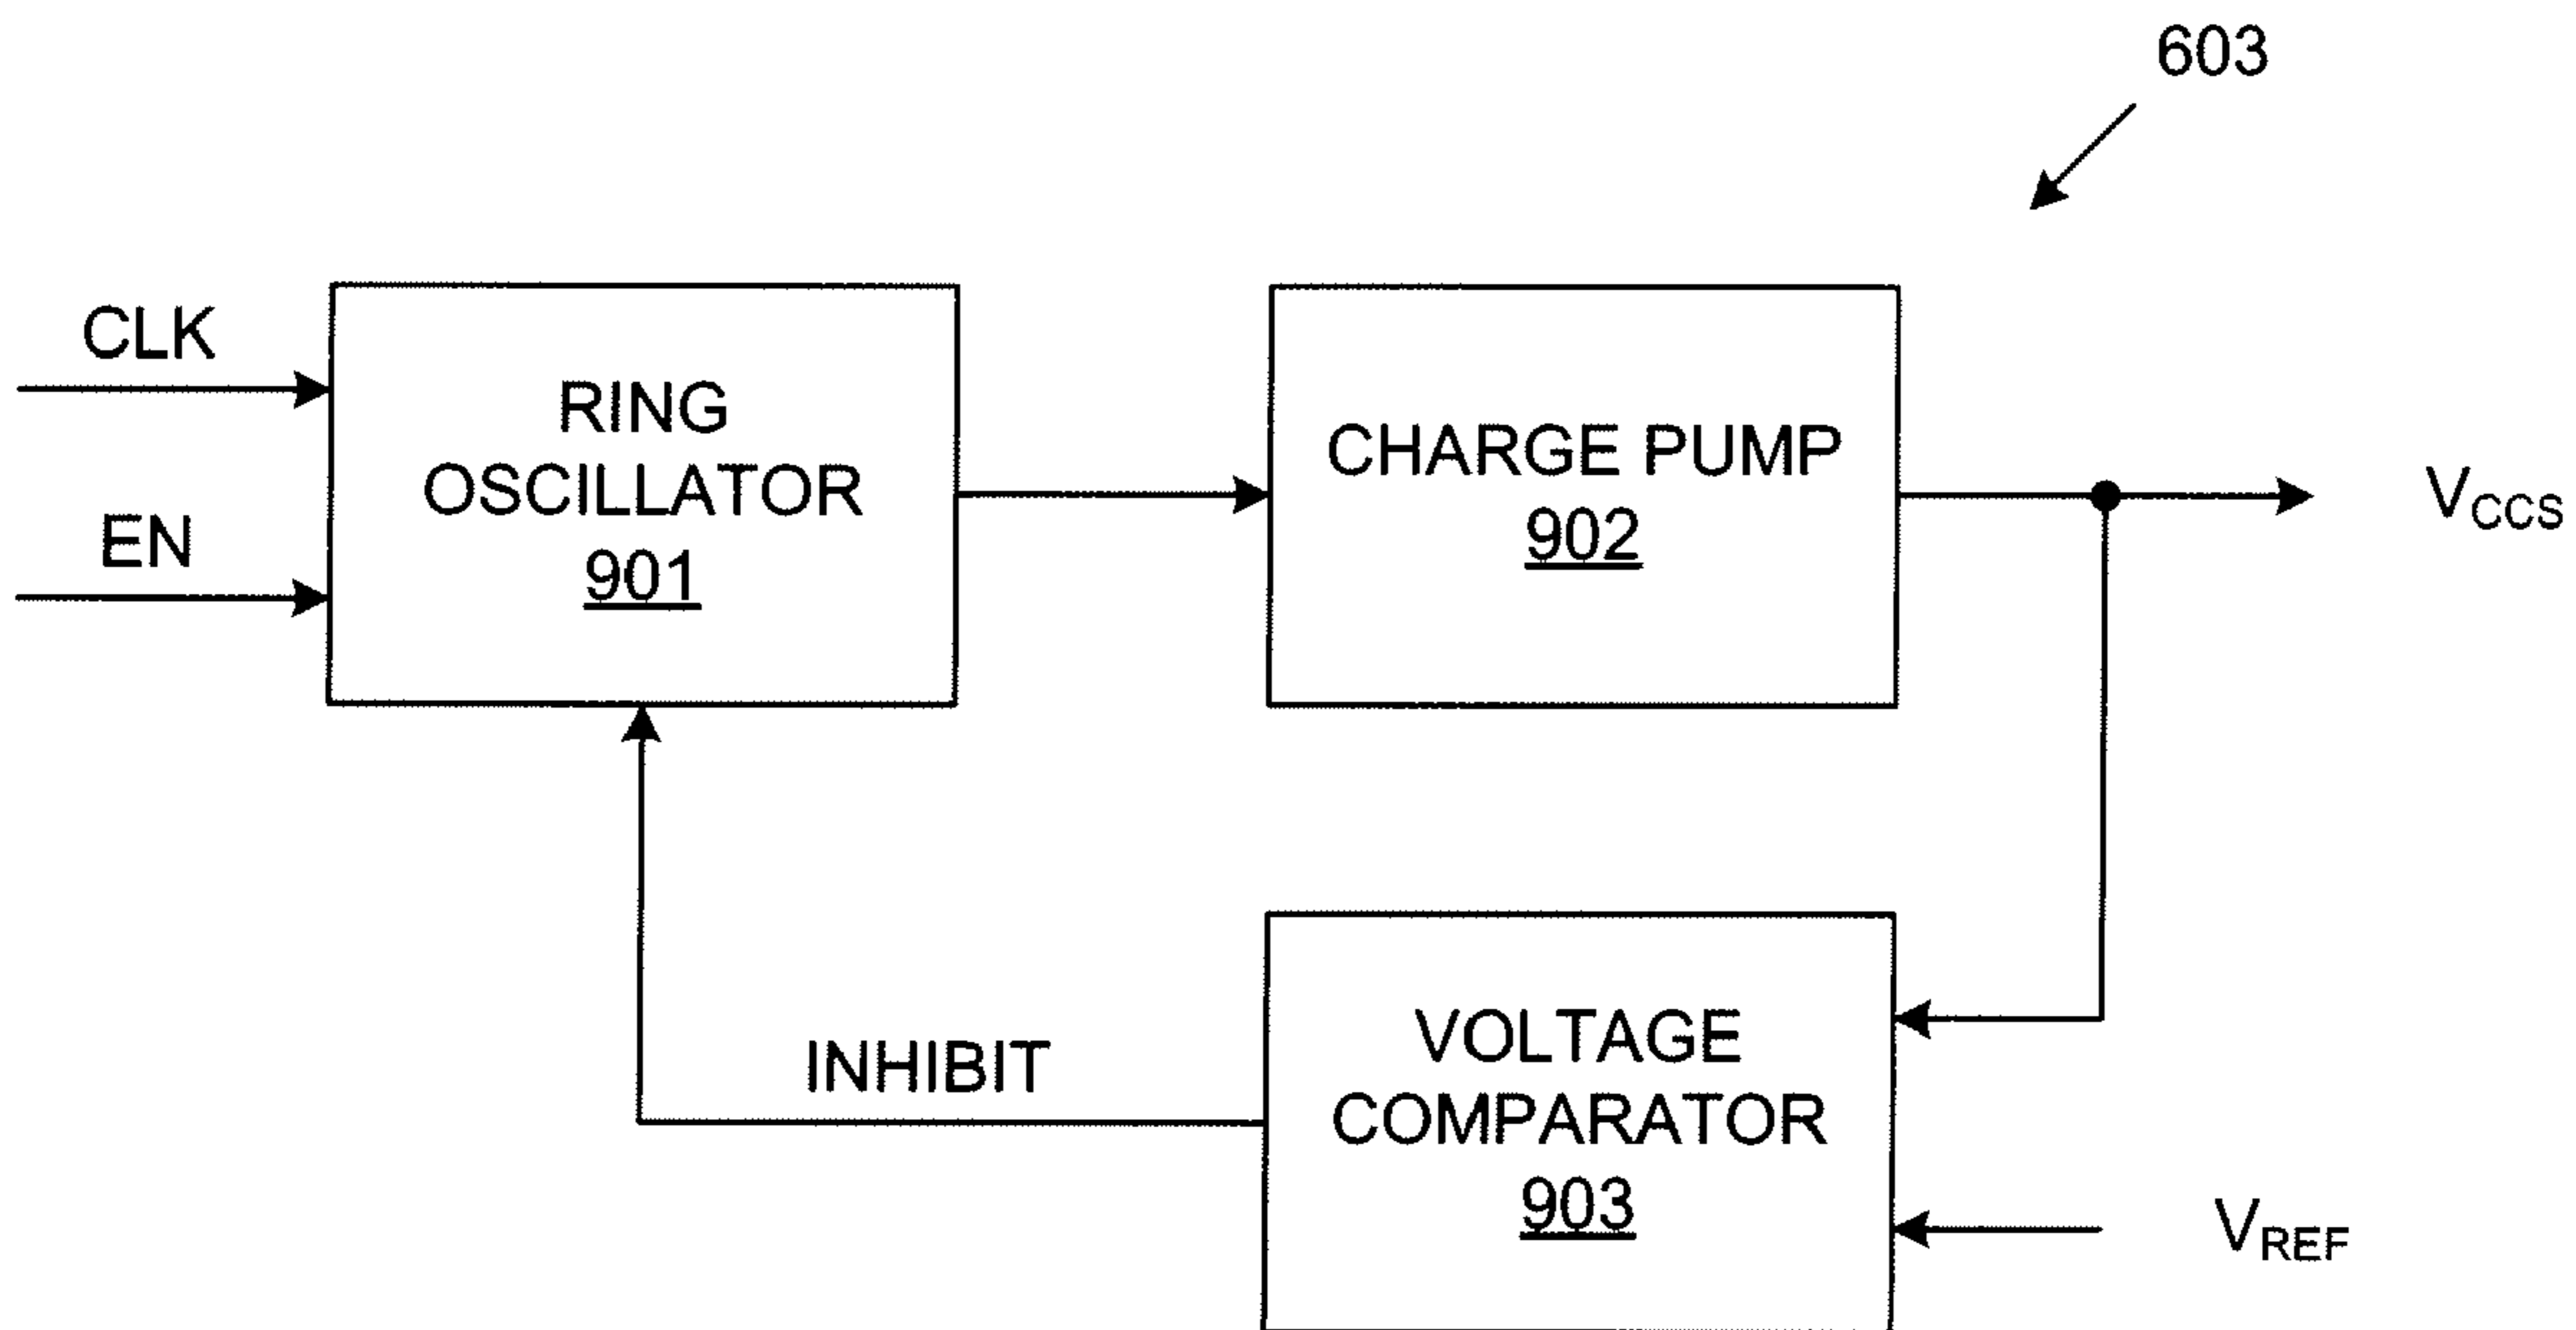 603
CLK
EN
RING
OSCILLATOR
901
CHARGE PUMP
902
VCCS
INHIBIT
VOLTAGE
COMPARATOR
903
VREF